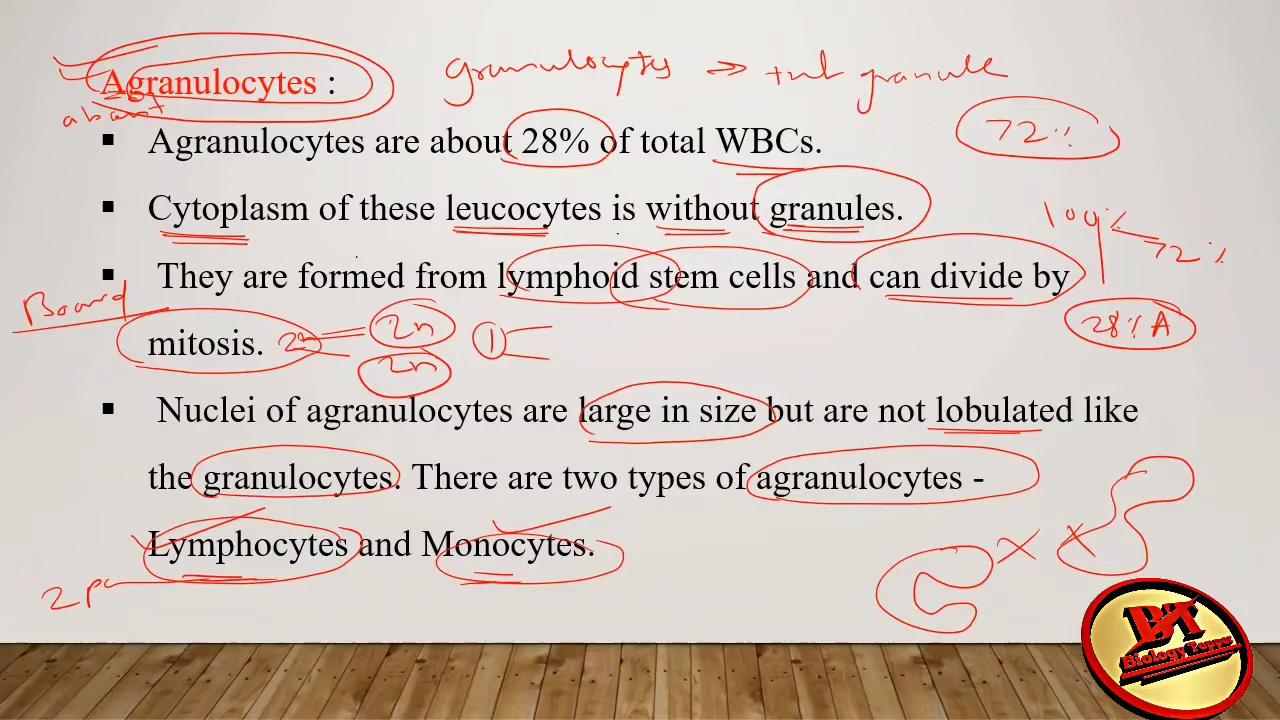 Agranulocytes :
granulocytes ⇒ granule
absent
72%
▪ Agranulocytes are about 28% of total WBCs.
▪ Cytoplasm of these leucocytes is without granules.
100%
72%
▪ They are formed from lymphoid stem cells and can divide by
Board
mitosis. 2n 2n 1
2n
28% A
▪ Nuclei of agranulocytes are large in size but are not lobulated like
the granulocytes. There are two types of agranulocytes -
Lymphocytes and Monocytes.
2
BT
Biology Topper